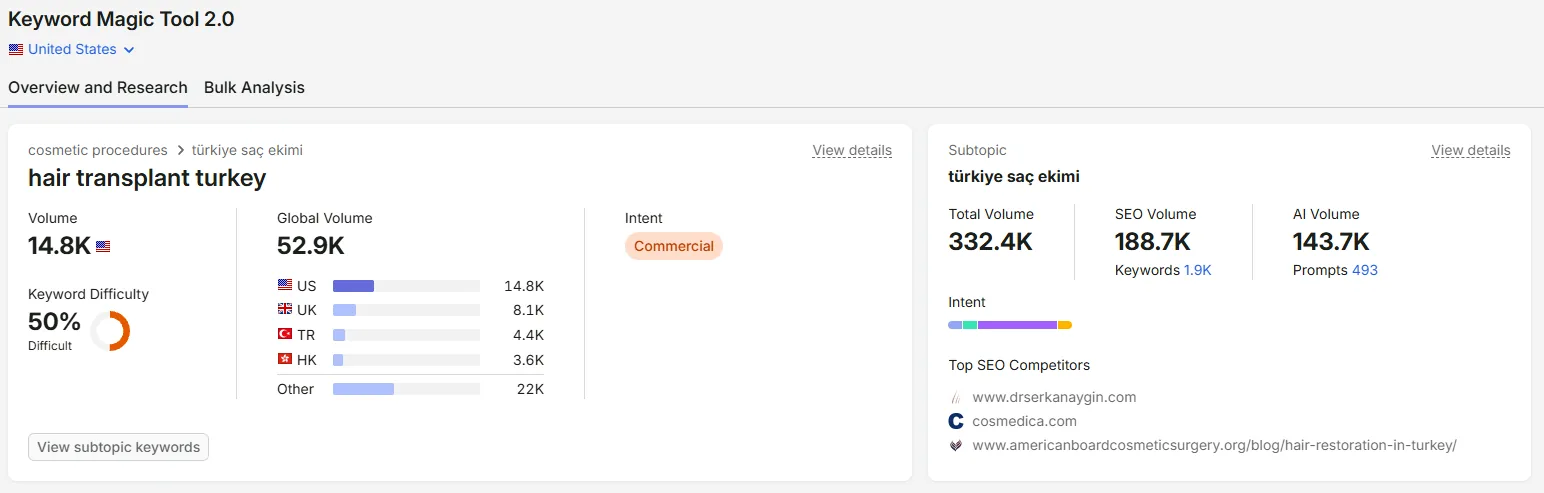 Keyword Magic Tool 2.0
United States
Overview and Research Bulk Analysis
cosmetic procedures > türkiye saç ekimi View details
hair transplant turkey
Volume
14.8K
Keyword Difficulty
50%
Difficult
Global Volume
52.9K
US 14.8K
UK 8.1K
TR 4.4K
HK 3.6K
Other 22K
Intent
Commercial
View subtopic keywords
Subtopic View details
türkiye saç ekimi
Total Volume
332.4K
SEO Volume
188.7K
Keywords 1.9K
AI Volume
143.7K
Prompts 493
Intent
Top SEO Competitors
www.drserkanaygin.com
C cosmedica.com
www.americanboardcosmeticsurgery.org/blog/hair-restoration-in-turkey/